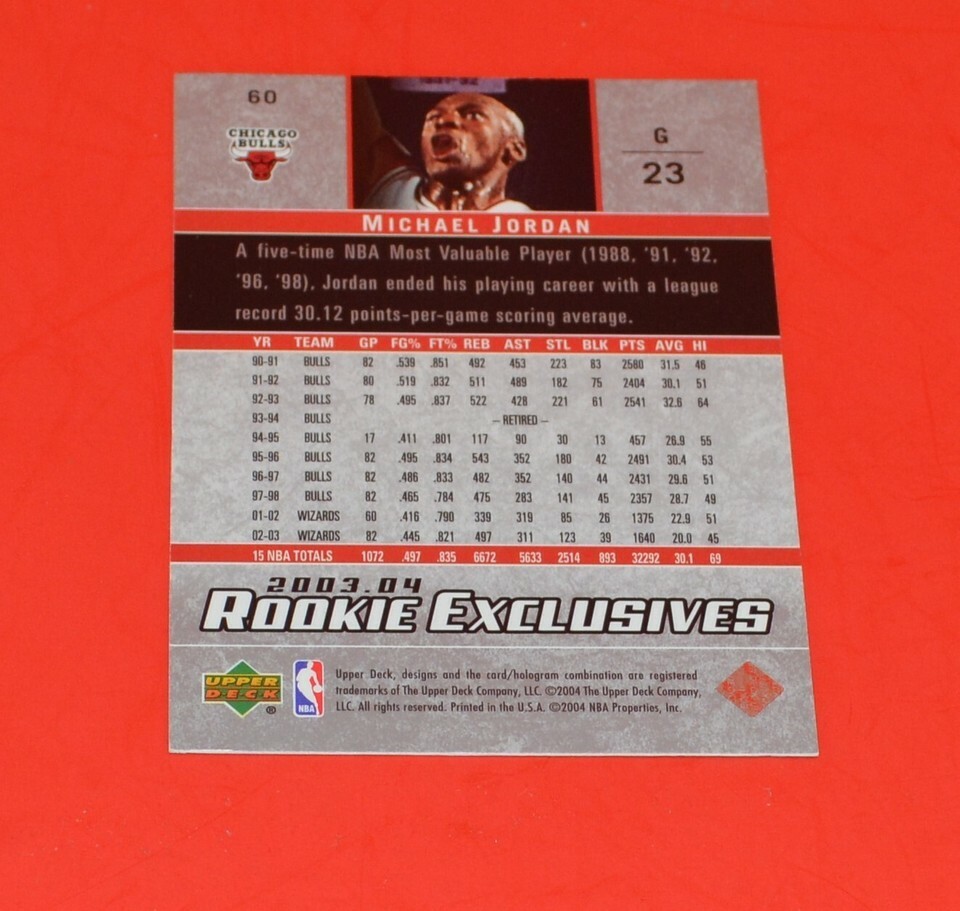 60
CHICAGO
BULLS
G
23
MICHAEL JORDAN
A five-time NBA Most Valuable Player (1988, '91, '92,
'96, '98), Jordan ended his playing career with a league
record 30.12 points-per-game scoring average.
YR TEAM GP FG% FT% REB AST STL BLK PTS AVG HI
90-91 BULLS 82 .539 .851 492 453 223 83 2580 31.5 46
91-92 BULLS 80 .519 .832 511 489 182 75 2404 30.1 51
92-93 BULLS 78 .495 .837 522 428 221 61 2541 32.6 64
93-94 BULLS – RETIRED –
94-95 BULLS 17 .411 .801 117 90 30 13 457 26.9 55
95-96 BULLS 82 .495 .834 543 352 180 42 2491 30.4 53
96-97 BULLS 82 .486 .833 482 352 140 44 2431 29.6 51
97-98 BULLS 82 .465 .784 475 283 141 45 2357 28.7 49
01-02 WIZARDS 60 .416 .790 339 319 85 26 1375 22.9 51
02-03 WIZARDS 82 .445 .821 497 311 123 39 1640 20.0 45
15 NBA TOTALS 1072 .497 .835 6672 5633 2514 893 32292 30.1 69
2003.04
ROOKIE EXCLUSIVES
UPPER
DECK
®
NBA
Upper Deck, designs and the card/hologram combination are registered
trademarks of The Upper Deck Company, LLC. ©2004 The Upper Deck Company,
LLC. All rights reserved. Printed in the U.S.A. ©2004 NBA Properties, Inc.